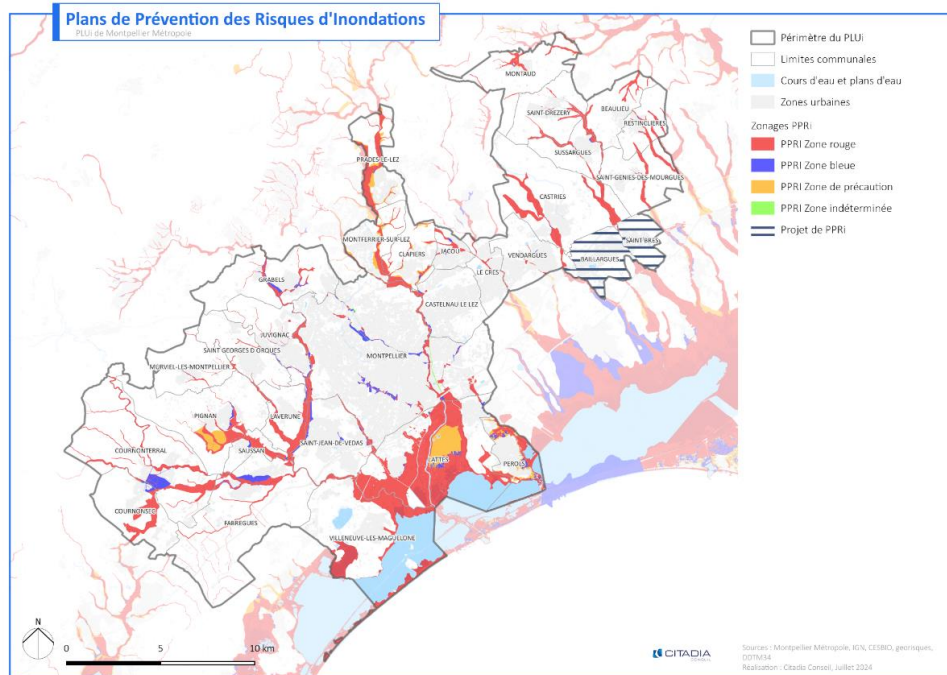 Plans de Prévention des Risques d'Inondations
PLUi de Montpellier Métropole
Périmètre du PLUi
Limites communales
Cours d'eau et plans d'eau
Zones urbaines
Zonages PPRi
PPRI Zone rouge
PPRI Zone bleue
PPRI Zone de précaution
PPRI Zone indéterminée
Projet de PPRi
MONTAUD
SAINT-DREZERY
BEAULIEU
RESTINCLIERES
SUSSARGUES
PRADES-LE-LEZ
SAINT-GENIES-DES-MOURGUES
CASTRIES
MONTFERRIER-SUR-LEZ
CLAPIERS
JACOU
VENDARGUES
SAINT-BRES
BAILLARGUES
LE CRES
GRABELS
CASTELNAU LE LEZ
JUVIGNAC
SAINT GEORGES D'ORQUES
MONTPELLIER
MURVIEL-LES-MONTPELLIER
PIGNAN
LAVERUNE
SAINT-JEAN-DE-VEDAS
COURNONTERRAL
SAUSSAN
LATTES
PEROLS
COURNONSEC
FABREGUES
VILLENEUVE-LES-MAGUELONE
N
0 5 10 km
CITADIA
CONSEIL
Sources : Montpellier Métropole, IGN, CESBIO, georisques,
DDTM34
Réalisation : Citadia Conseil, Juillet 2024